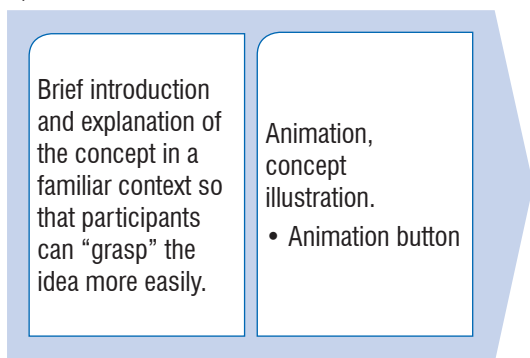 Brief introduction
and explanation of
the concept in a
familiar context so
that participants
can “grasp” the
idea more easily.
Animation,
concept
illustration.
• Animation button